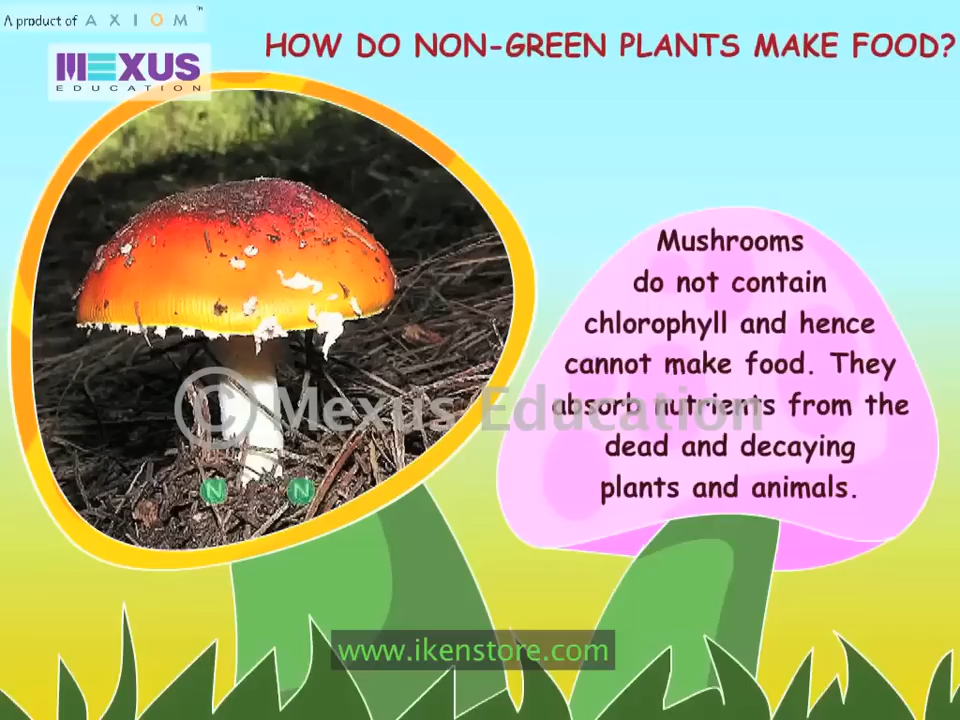 A product of AXIOM™
MEXUS
EDUCATION
HOW DO NON-GREEN PLANTS MAKE FOOD?
Mushrooms
do not contain
chlorophyll and hence
cannot make food. They
absorb nutrients from the
dead and decaying
plants and animals.
© Mexus Education
N N
www.ikenstore.com